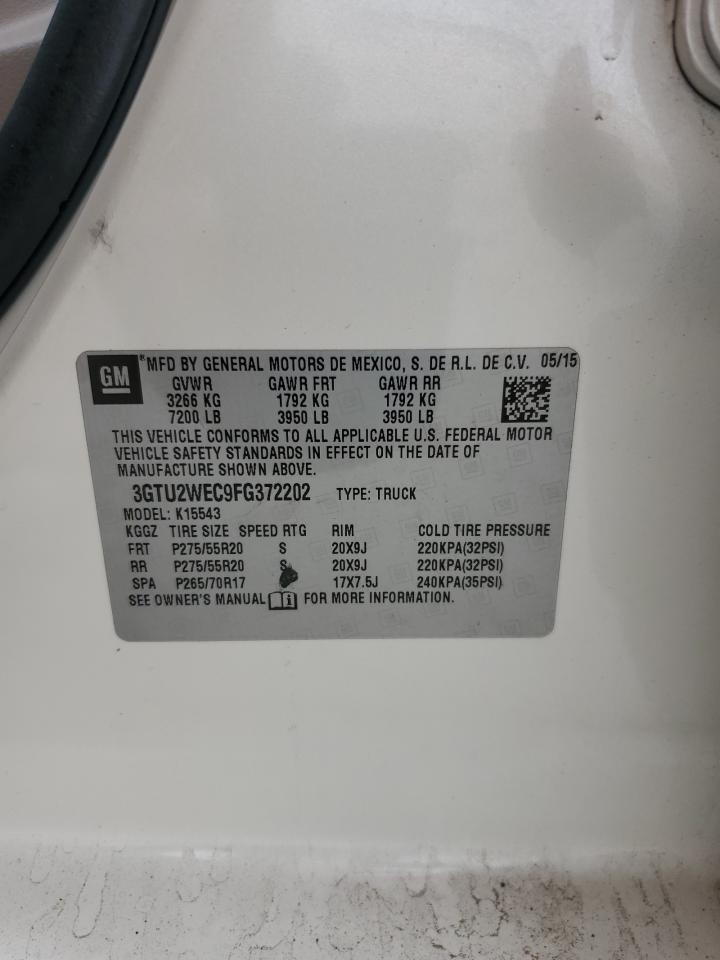 GM
®MFD BY GENERAL MOTORS DE MEXICO, S. DE R.L. DE C.V. 05/15
GVWR GAWR FRT GAWR RR
3266 KG 1792 KG 1792 KG
7200 LB 3950 LB 3950 LB
THIS VEHICLE CONFORMS TO ALL APPLICABLE U.S. FEDERAL MOTOR
VEHICLE SAFETY STANDARDS IN EFFECT ON THE DATE OF
MANUFACTURE SHOWN ABOVE.
3GTU2WEC9FG372202 TYPE: TRUCK
MODEL: K15543
KGGZ TIRE SIZE SPEED RTG RIM COLD TIRE PRESSURE
FRT P275/55R20 S 20X9J 220KPA(32PSI)
RR P275/55R20 S 20X9J 220KPA(32PSI)
SPA P265/70R17 17X7.5J 240KPA(35PSI)
SEE OWNER'S MANUAL i FOR MORE INFORMATION.